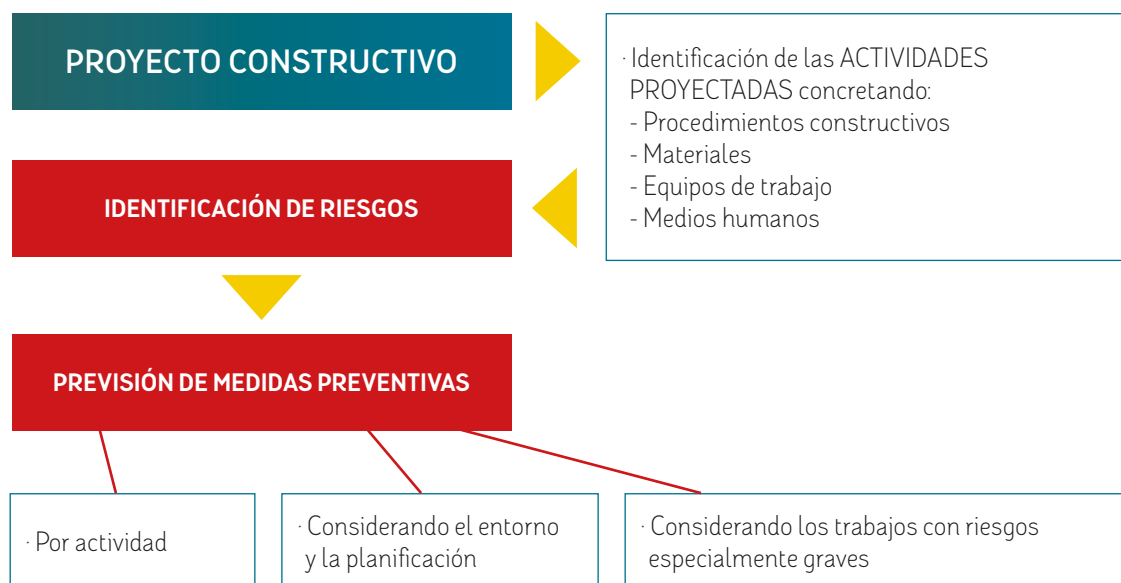 PROYECTO CONSTRUCTIVO
· Identificación de las ACTIVIDADES
PROYECTADAS concretando:
- Procedimientos constructivos
- Materiales
- Equipos de trabajo
- Medios humanos
IDENTIFICACIÓN DE RIESGOS
PREVISIÓN DE MEDIDAS PREVENTIVAS
· Por actividad
· Considerando el entorno
y la planificación
· Considerando los trabajos con riesgos
especialmente graves